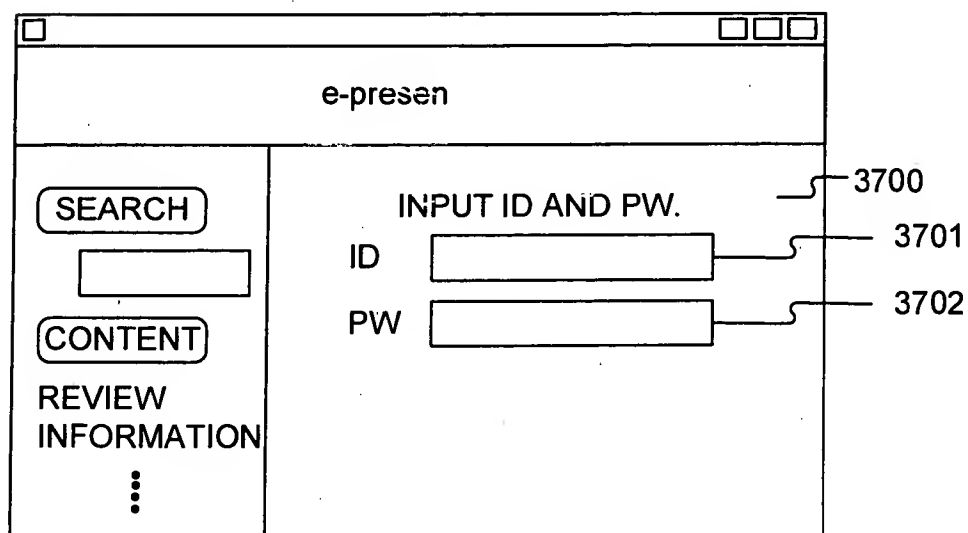 e-presen
SEARCH
CONTENT
REVIEW
INFORMATION
INPUT ID AND PW.
ID
PW
3700
3701
3702